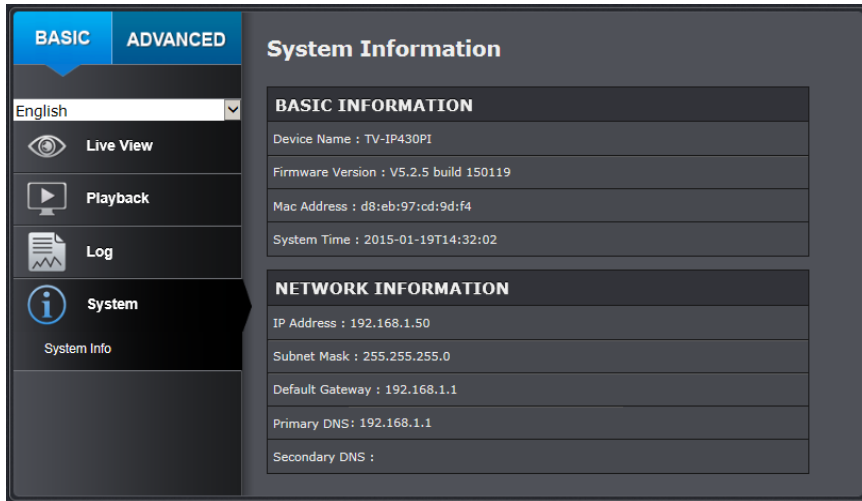 BASIC
ADVANCED
English
Live View
Playback
Log
System
System Info
System Information
BASIC INFORMATION
Device Name : TV-IP430PI
Firmware Version : V5.2.5 build 150119
Mac Address : d8:eb:97:cd:9d:f4
System Time : 2015-01-19T14:32:02
NETWORK INFORMATION
IP Address : 192.168.1.50
Subnet Mask : 255.255.255.0
Default Gateway : 192.168.1.1
Primary DNS: 192.168.1.1
Secondary DNS :